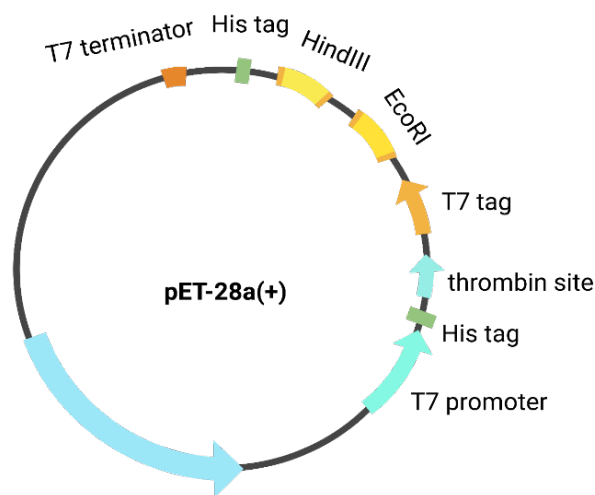 T7 terminator
His tag
HindIII
EcoRI
T7 tag
thrombin site
His tag
T7 promoter
pET-28a(+)